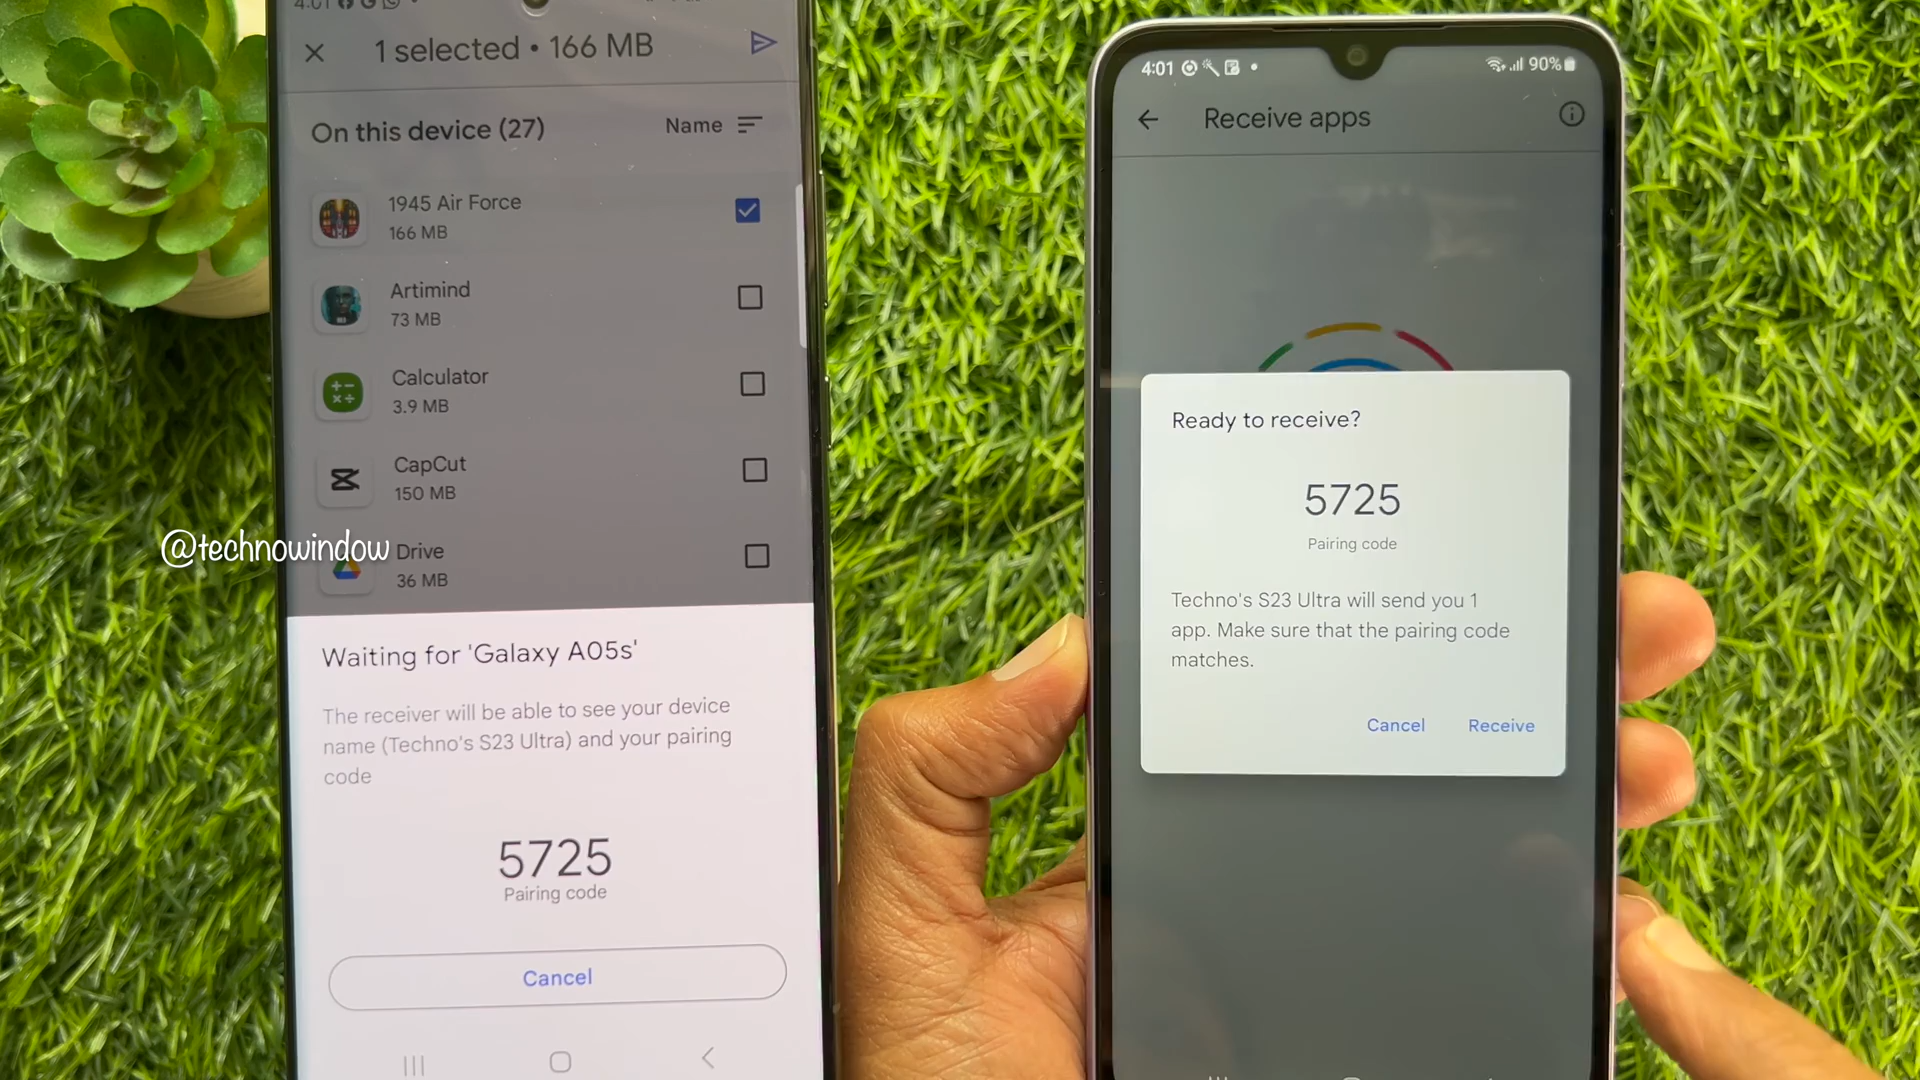 4:01
1 selected • 166 MB
On this device (27)
Name
1945 Air Force
166 MB
Artimind
73 MB
Calculator
3.9 MB
CapCut
150 MB
Drive
36 MB
@technowindow
Waiting for 'Galaxy A05s'
The receiver will be able to see your device
name (Techno's S23 Ultra) and your pairing
code
5725
Pairing code
Cancel
4:01
90%
Receive apps
Ready to receive?
5725
Pairing code
Techno's S23 Ultra will send you 1
app. Make sure that the pairing code
matches.
Cancel
Receive